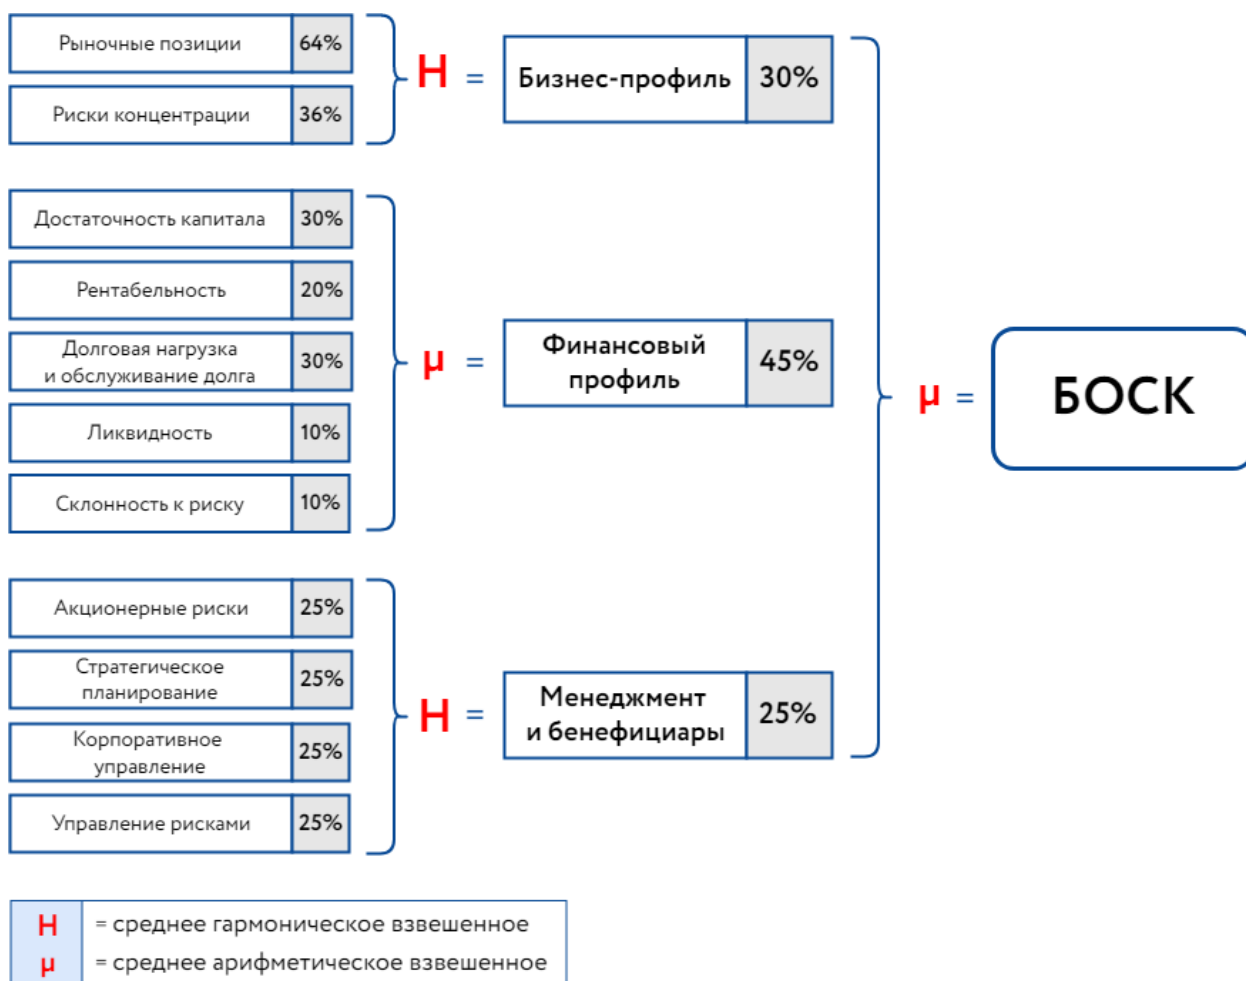 Рыночные позиции 64%
Риски концентрации 36%
H = Бизнес-профиль 30%
Достаточность капитала 30%
Рентабельность 20%
Долговая нагрузка
и обслуживание долга 30%
Ликвидность 10%
Склонность к риску 10%
μ = Финансовый
профиль 45%
Акционерные риски 25%
Стратегическое
планирование 25%
Корпоративное
управление 25%
Управление рисками 25%
H = Менеджмент
и бенефициары 25%
μ = БОСК
H = среднее гармоническое взвешенное
μ = среднее арифметическое взвешенное